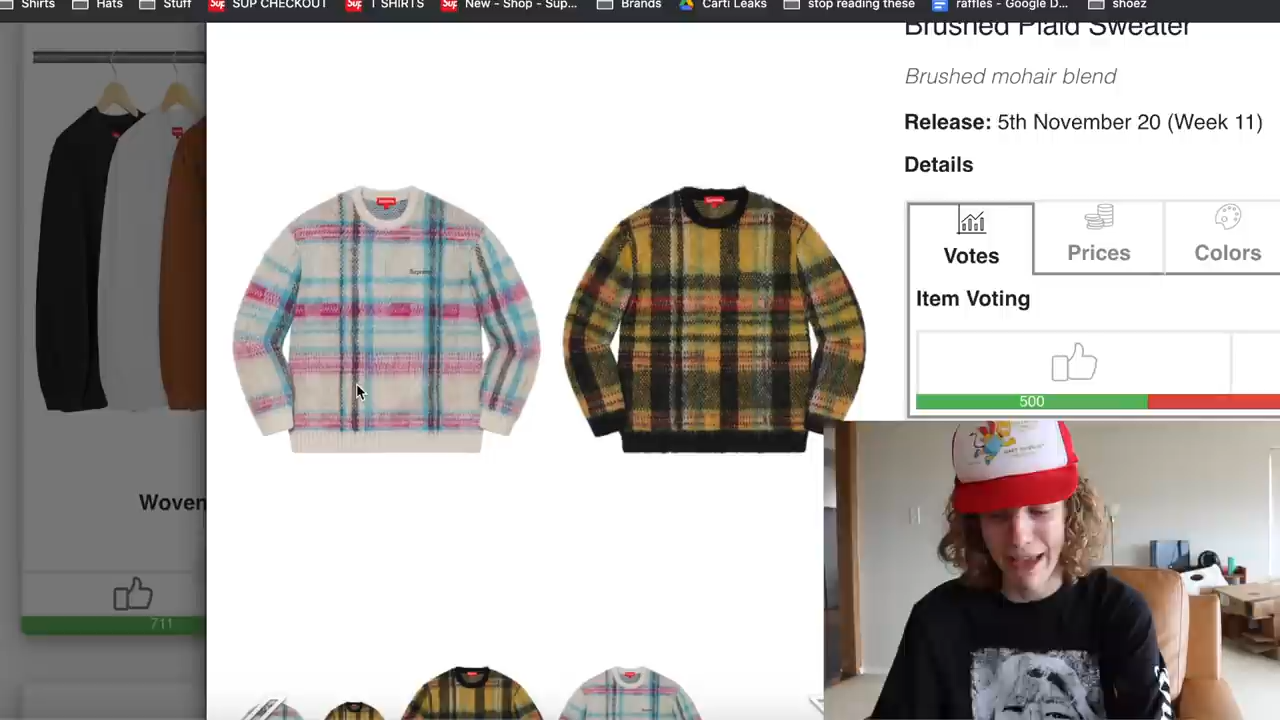 Shirts Hats Stuff SUP CHECKOUT T SHIRTS New - Shop - Sup... Brands Carti Leaks stop reading these raffles - Google D... shoez
Brushed Plaid Sweater
Brushed mohair blend
Release: 5th November 20 (Week 11)
Details
Votes Prices Colors
Item Voting
500
Supreme
Woven
711